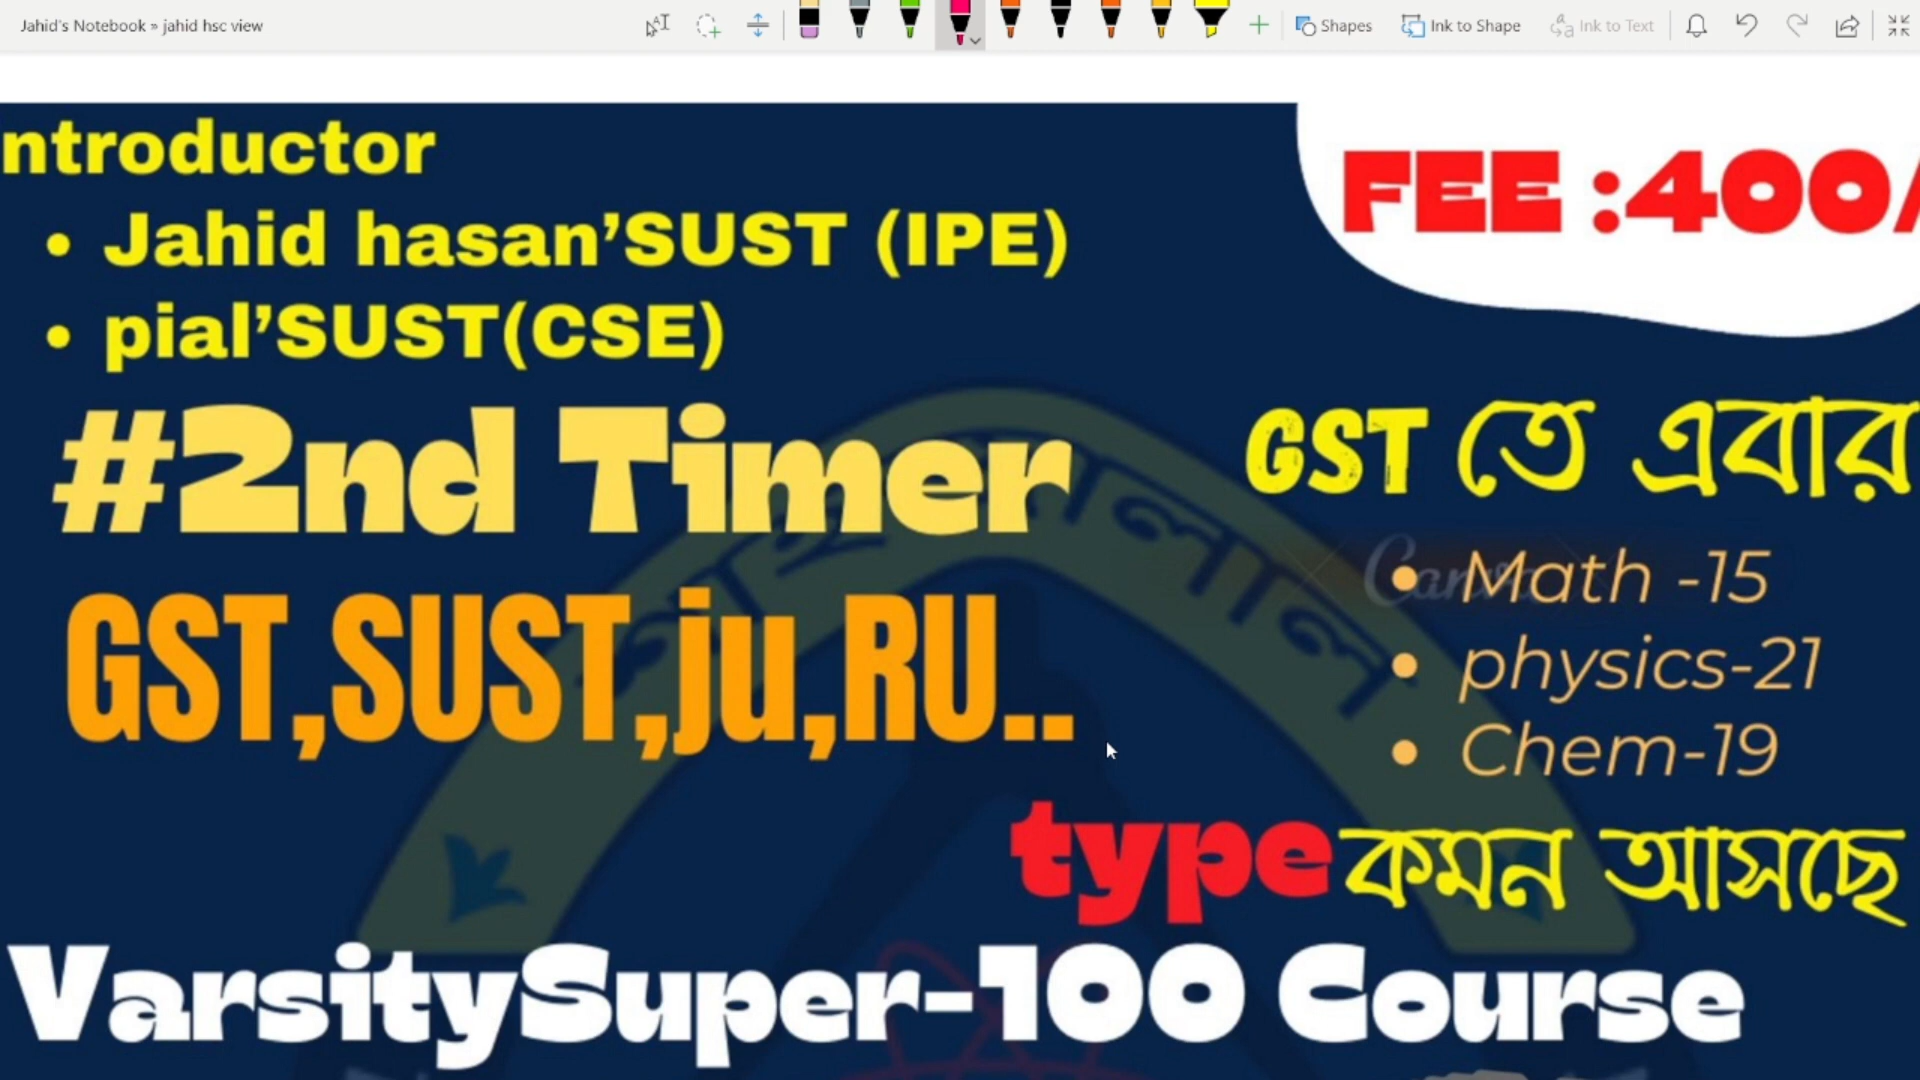 Jahid's Notebook » jahid hsc view
Shapes
Ink to Shape
Ink to Text
ntroductor
• Jahid hasan’SUST (IPE)
• pial’SUST(CSE)
FEE :400/
#2nd Timer
GST,SUST,ju,RU..
GST তে এবার
Canva
• Math -15
• physics-21
• Chem-19
type কমন আসছে
VarsitySuper-100 Course